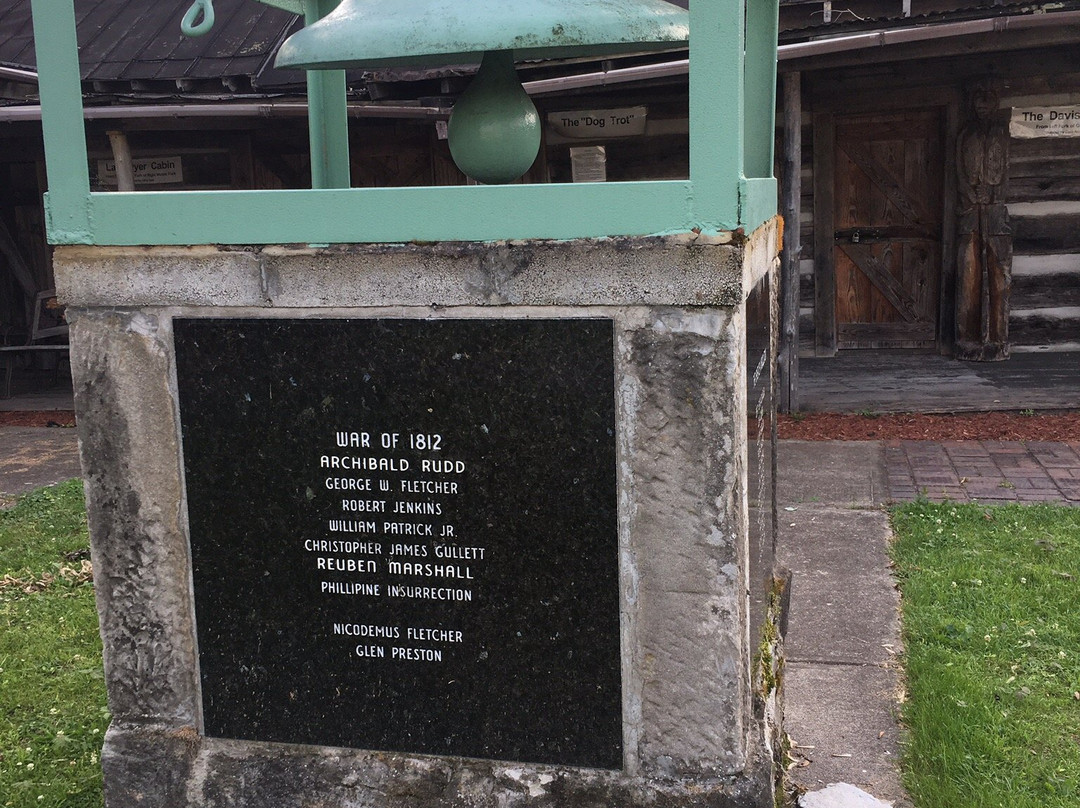 The "Dog Trot"
The Davis
Cabin
WAR OF 1812
ARCHIBALD RUDD
GEORGE W. FLETCHER
ROBERT JENKINS
WILLIAM PATRICK JR.
CHRISTOPHER JAMES GULLETT
REUBEN MARSHALL
PHILLIPINE INSURRECTION
NICODEMUS FLETCHER
GLEN PRESTON